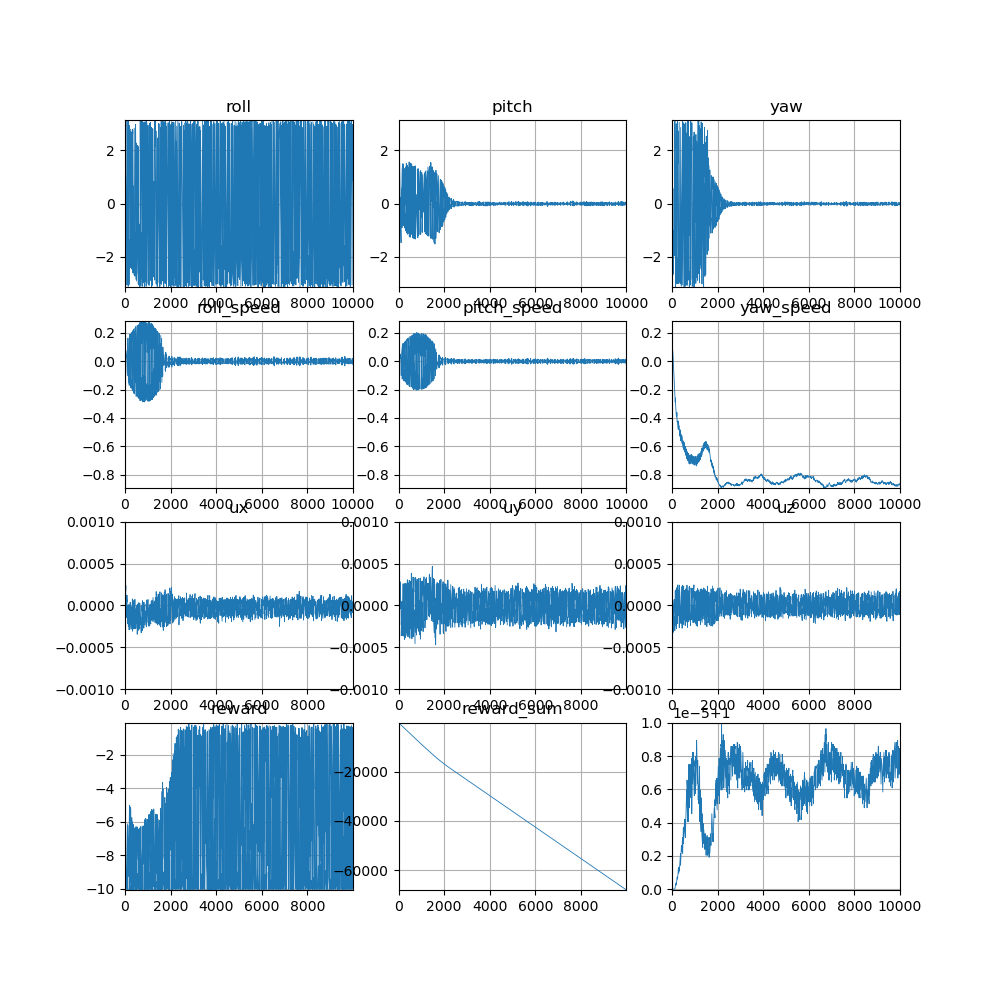 roll pitch yaw
2 2 2
0 0 0
−2 −2 −2
0 2000 4000 6000 8000 10000 0 2000 4000 6000 8000 10000 0 2000 4000 6000 8000 10000
roll_speed pitch_speed yaw_speed
0.2 0.2 0.2
0.0 0.0 0.0
−0.2 −0.2 −0.2
−0.4 −0.4 −0.4
−0.6 −0.6 −0.6
−0.8 −0.8 −0.8
0 2000 4000 6000 8000 10000 0 2000 4000 6000 8000 10000 0 2000 4000 6000 8000 10000
ux uy uz
0.0010 0.0010 0.0010
0.0005 0.0005 0.0005
0.0000 0.0000 0.0000
−0.0005 −0.0005 −0.0005
−0.0010 −0.0010 −0.0010
0 2000 4000 6000 8000 0 2000 4000 6000 8000 0 2000 4000 6000 8000
reward reward_sum 1e−5+1
−2 −20000 1.0
−4 −40000 0.8
−6 −60000 0.6
−8 0.4
−10 0.2
0.0
0 2000 4000 6000 8000 0 2000 4000 6000 8000 0 2000 4000 6000 8000 10000